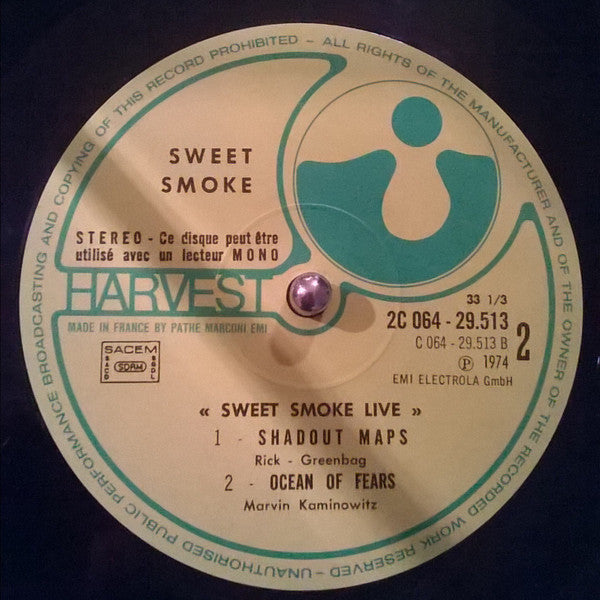 - ALL RIGHTS OF THE MANUFACTURER AND OF THE OWNER OF THE RECORDED WORK RESERVED - UNAUTHORISED PUBLIC PERFORMANCE BROADCASTING AND COPYING OF THIS RECORD PROHIBITED
SWEET
SMOKE
STEREO - Ce disque peut être
utilisé avec un lecteur MONO
HARVEST
MADE IN FRANCE BY PATHE MARCONI EMI
SACEM
SACD SDRM SGDL
33 1/3
2C 064 - 29.513
C 064 - 29.513 B
2
Ⓟ 1974
EMI ELECTROLA GmbH
« SWEET SMOKE LIVE »
1 - SHADOUT MAPS
Rick - Greenbag
2 - OCEAN OF FEARS
Marvin Kaminowitz